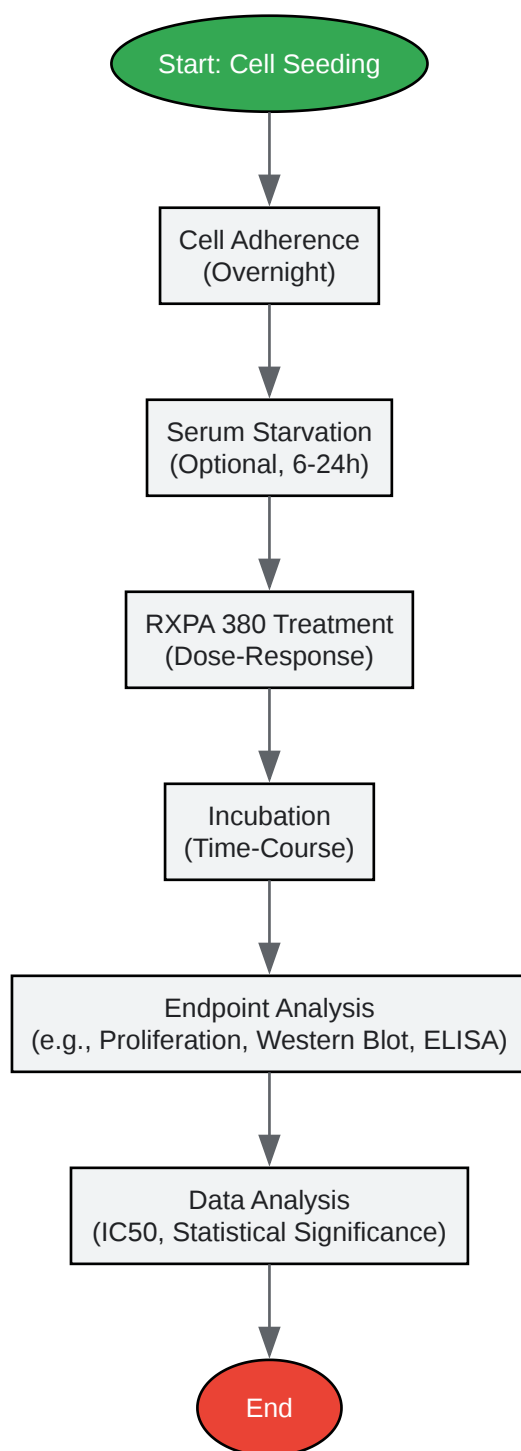 Start: Cell Seeding
Cell Adherence
(Overnight)
Serum Starvation
(Optional, 6-24h)
RXPA 380 Treatment
(Dose-Response)
Incubation
(Time-Course)
Endpoint Analysis
(e.g., Proliferation, Western Blot, ELISA)
Data Analysis
(IC50, Statistical Significance)
End